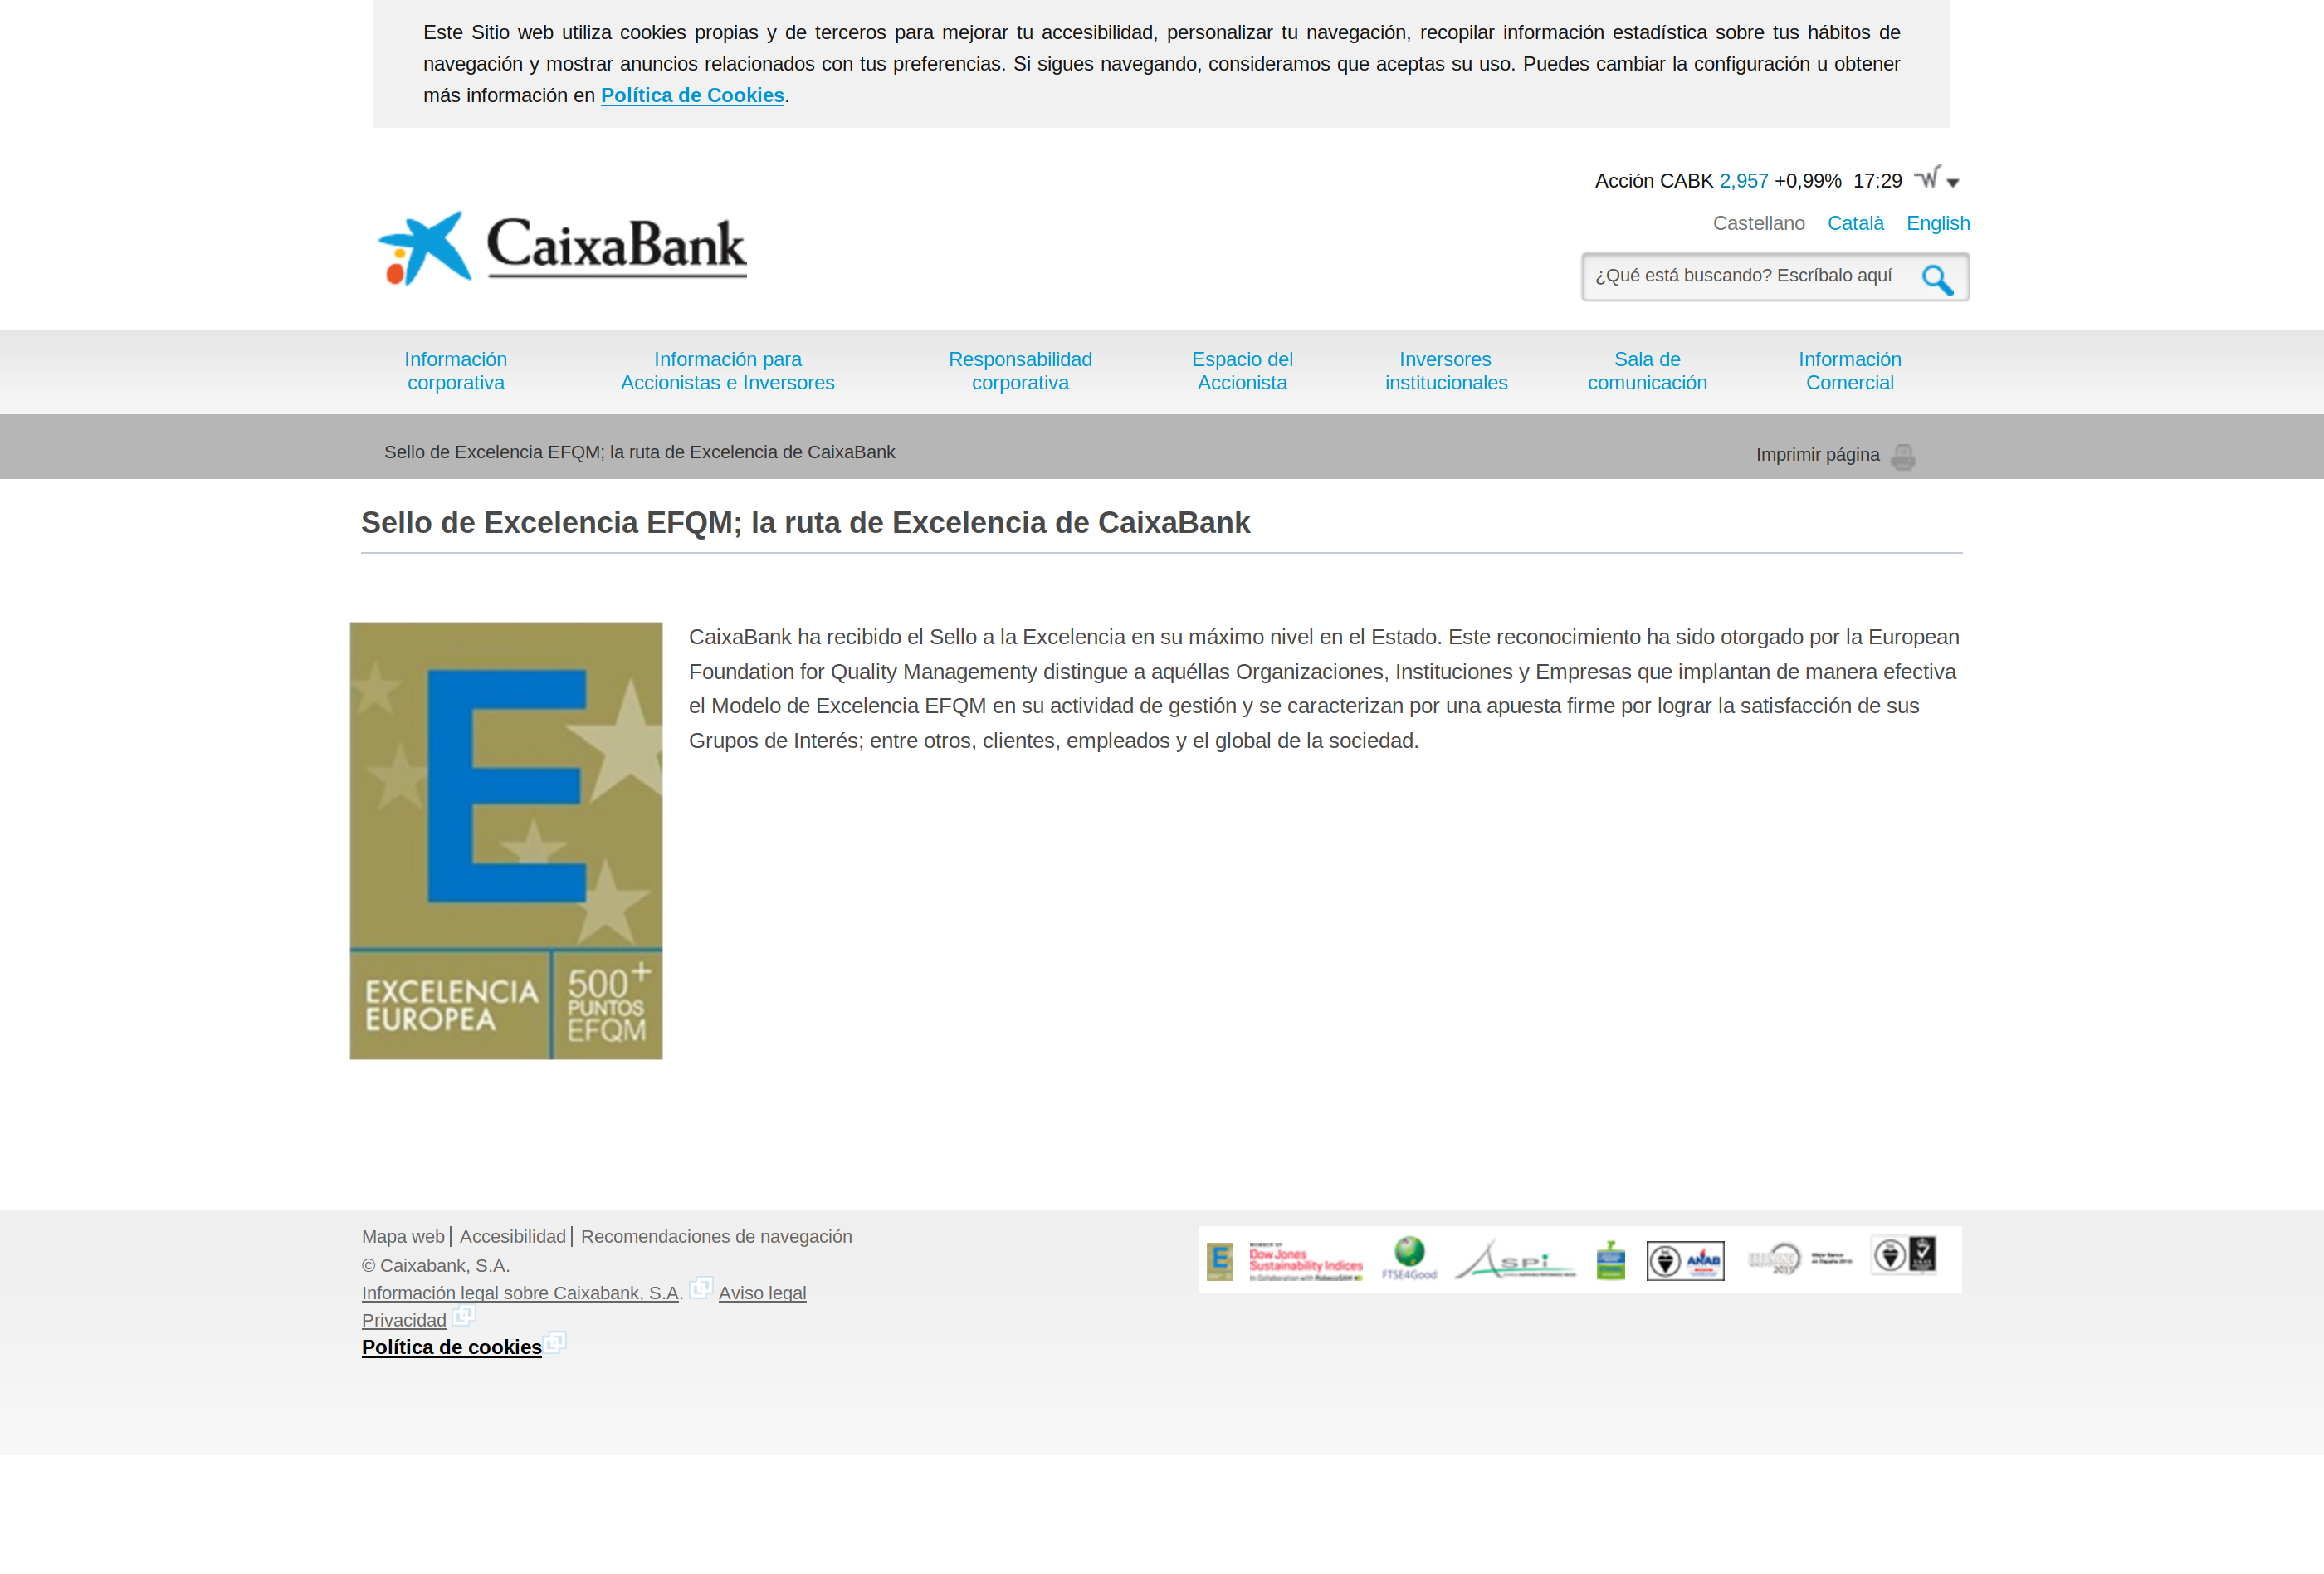 Este Sitio web utiliza cookies propias y de terceros para mejorar tu accesibilidad, personalizar tu navegación, recopilar información estadística sobre tus hábitos de
navegación y mostrar anuncios relacionados con tus preferencias. Si sigues navegando, consideramos que aceptas su uso. Puedes cambiar la configuración u obtener
más información en Política de Cookies.
Acción CABK 2,957 +0,99% 17:29
Castellano Català English
CaixaBank
¿Qué está buscando? Escríbalo aquí
Información corporativa
Información para Accionistas e Inversores
Responsabilidad corporativa
Espacio del Accionista
Inversores institucionales
Sala de comunicación
Información Comercial
Sello de Excelencia EFQM; la ruta de Excelencia de CaixaBank
Imprimir página
Sello de Excelencia EFQM; la ruta de Excelencia de CaixaBank
CaixaBank ha recibido el Sello a la Excelencia en su máximo nivel en el Estado. Este reconocimiento ha sido otorgado por la European
Foundation for Quality Managementy distingue a aquéllas Organizaciones, Instituciones y Empresas que implantan de manera efectiva
el Modelo de Excelencia EFQM en su actividad de gestión y se caracterizan por una apuesta firme por lograr la satisfacción de sus
Grupos de Interés; entre otros, clientes, empleados y el global de la sociedad.
E
EXCELENCIA
EUROPEA
500+
PUNTOS
EFQM
Mapa web Accesibilidad Recomendaciones de navegación
© Caixabank, S.A.
Información legal sobre Caixabank, S.A. Aviso legal
Privacidad
Política de cookies
E
MEMBER OF
Dow Jones
Sustainability Indices
In Collaboration with RobecoSAM
FTSE4Good
ASPi
ANAB
2015